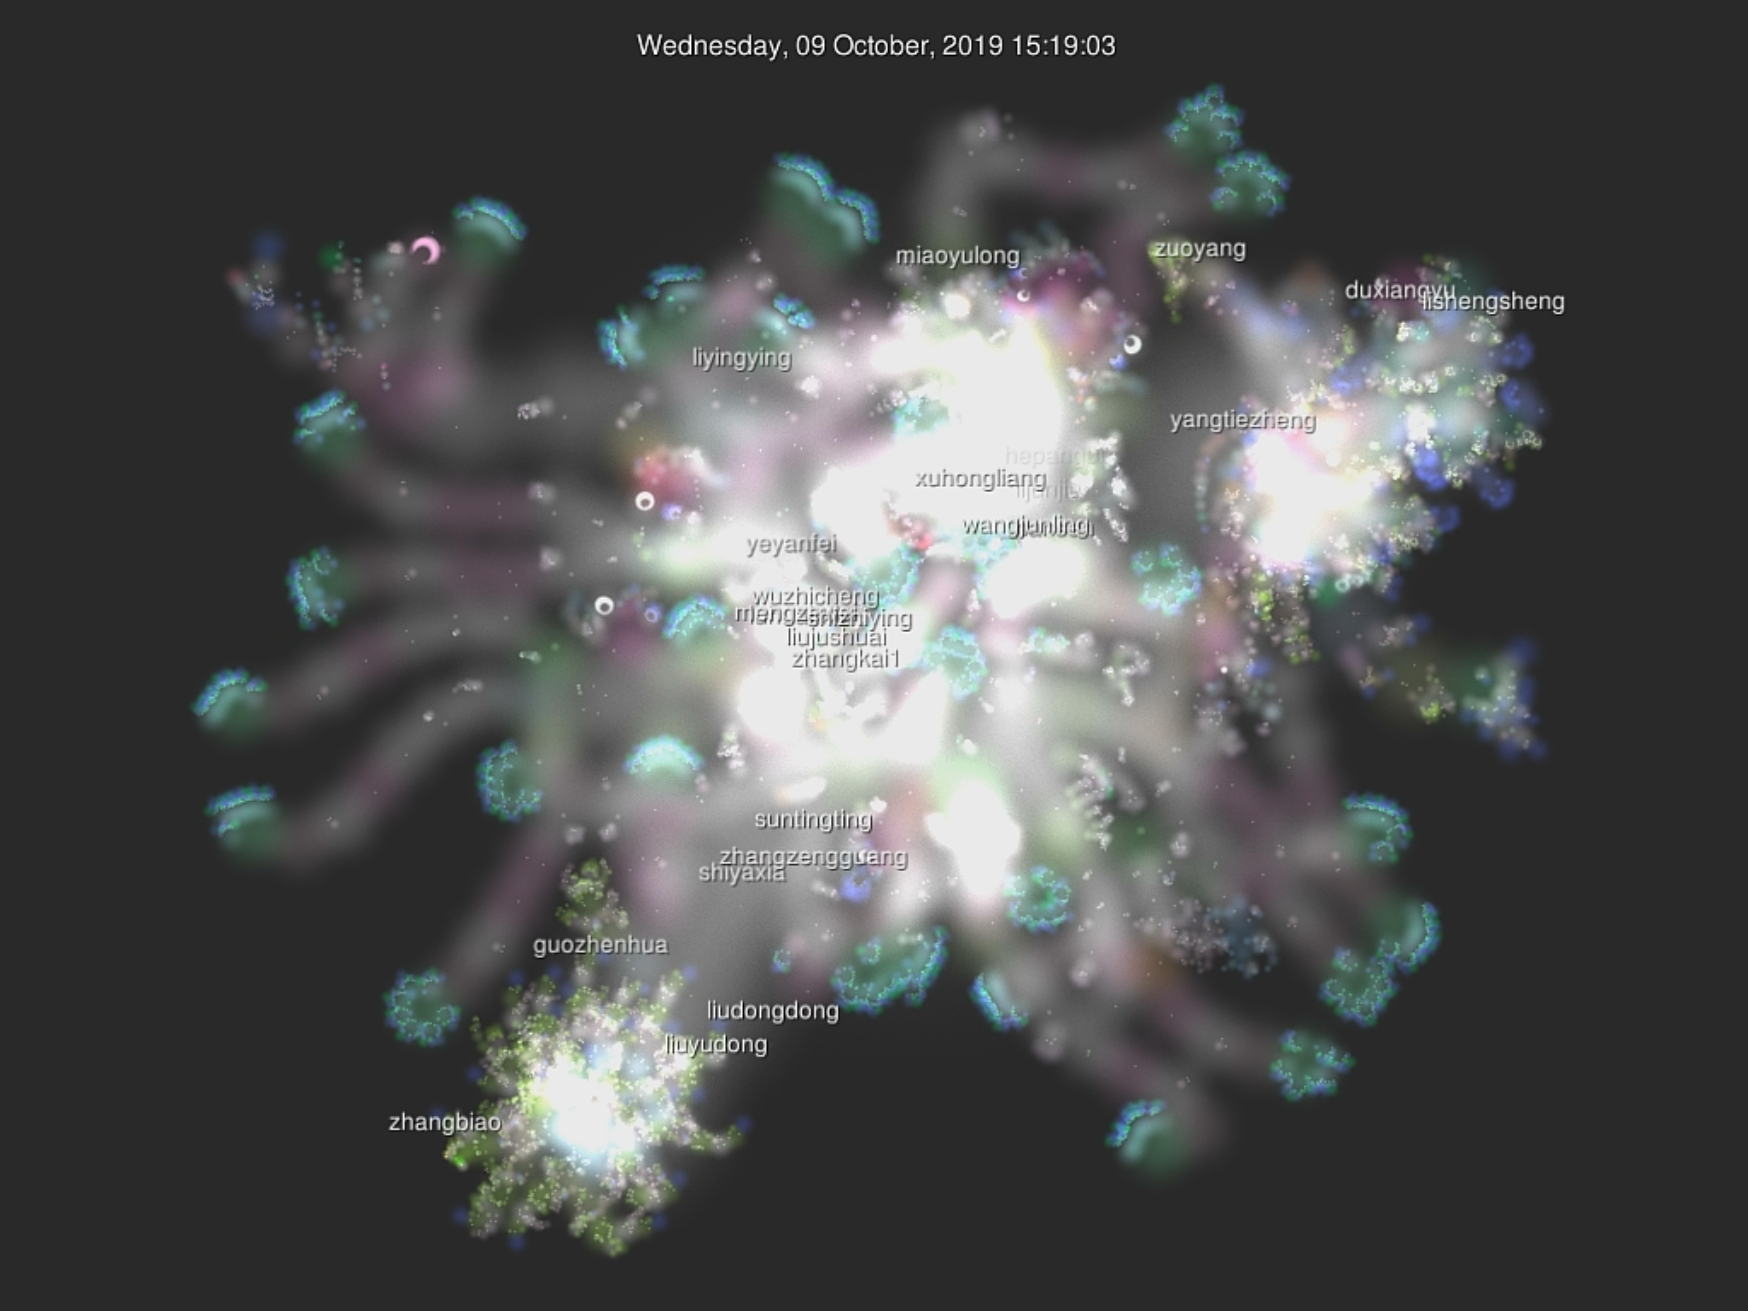 Wednesday, 09 October, 2019 15:19:03
miaoyulong
zuoyang
duxiangyu
lishengsheng
liyingying
yangtiezheng
xuhongliang
yeyanfei
wuzhicheng
liujushuai
zhangkai1
suntingting
zhangzengguang
shiyaxia
guozhenhua
liudongdong
liuyudong
zhangbiao